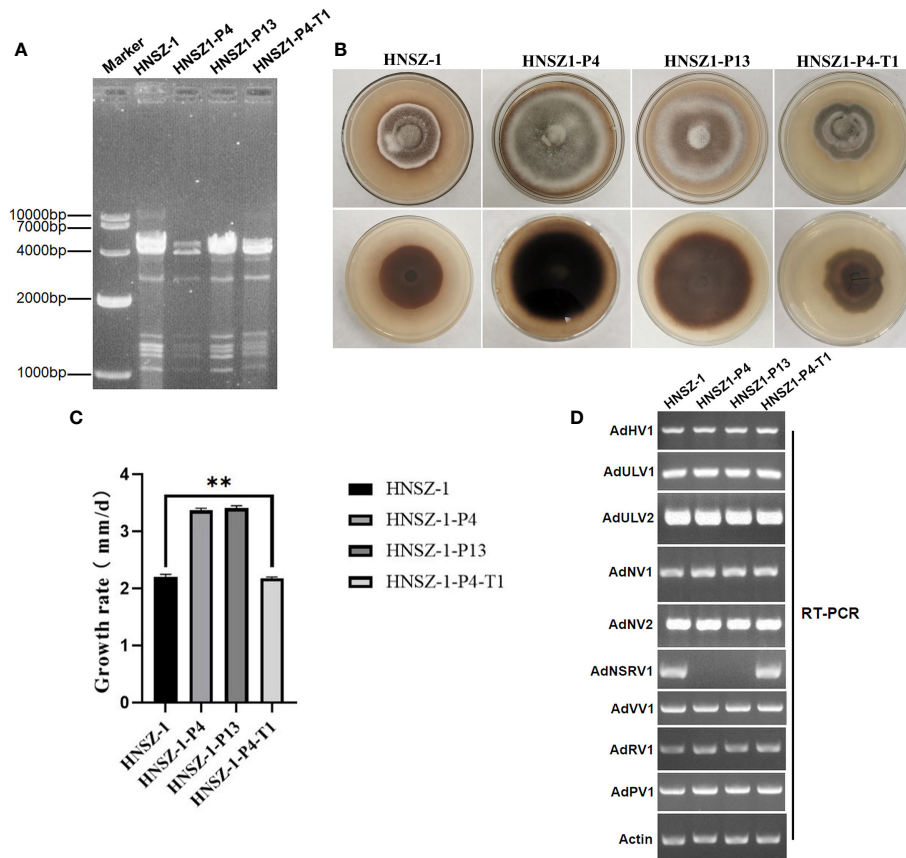 A
Marker
HNSZ-1
HNSZ1-P4
HNSZ1-P13
HNSZ1-P4-T1
10000bp
7000bp
4000bp
2000bp
1000bp
B
HNSZ-1 HNSZ1-P4 HNSZ1-P13 HNSZ1-P4-T1
C
Growth rate ( mm/d)
4
3
2
1
0
**
HNSZ-1
HNSZ-1-P4
HNSZ-1-P13
HNSZ-1-P4-T1
HNSZ-1
HNSZ-1-P4
HNSZ-1-P13
HNSZ-1-P4-T1
D
HNSZ-1
HNSZ1-P4
HNSZ1-P13
HNSZ1-P4-T1
AdHV1
AdULV1
AdULV2
AdNV1
AdNV2
AdNSRV1
AdVV1
AdRV1
AdPV1
Actin
RT-PCR